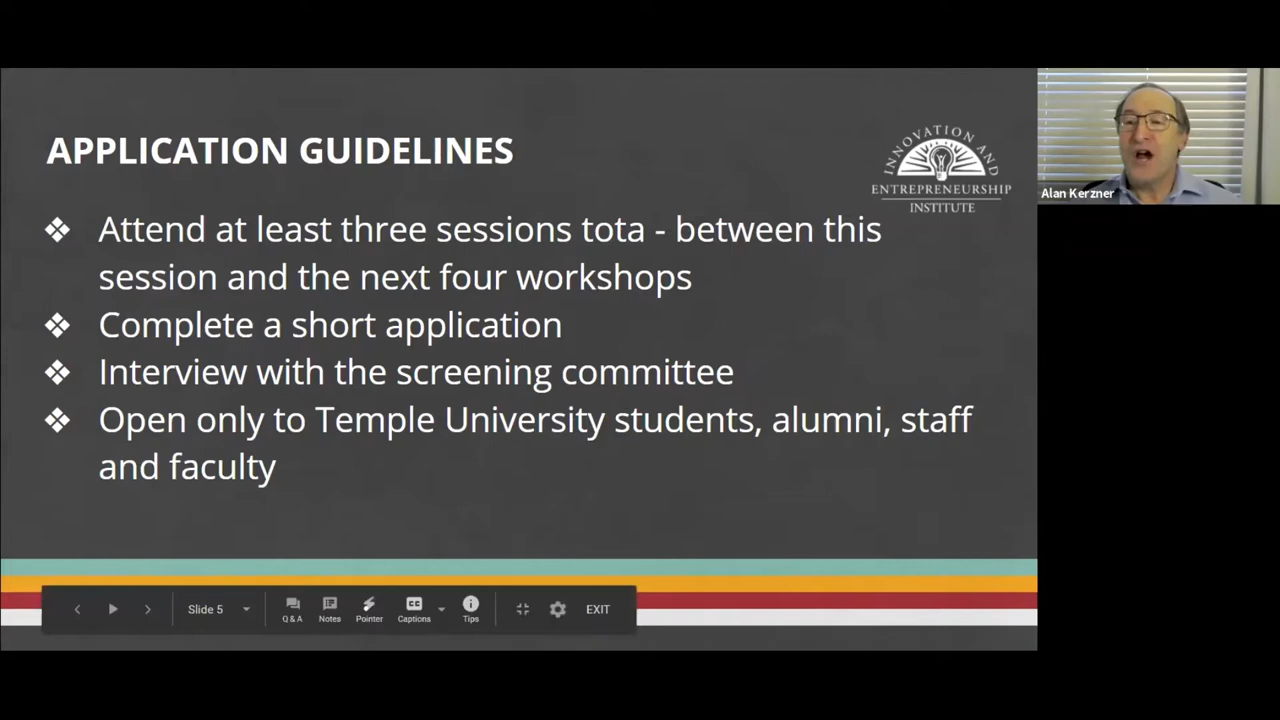 APPLICATION GUIDELINES
INNOVATION AND
ENTREPRENEURSHIP
INSTITUTE
Alan Kerzner
❖ Attend at least three sessions tota - between this
session and the next four workshops
❖ Complete a short application
❖ Interview with the screening committee
❖ Open only to Temple University students, alumni, staff
and faculty
Slide 5
Q & A
Notes
Pointer
CC
Captions
Tips
EXIT